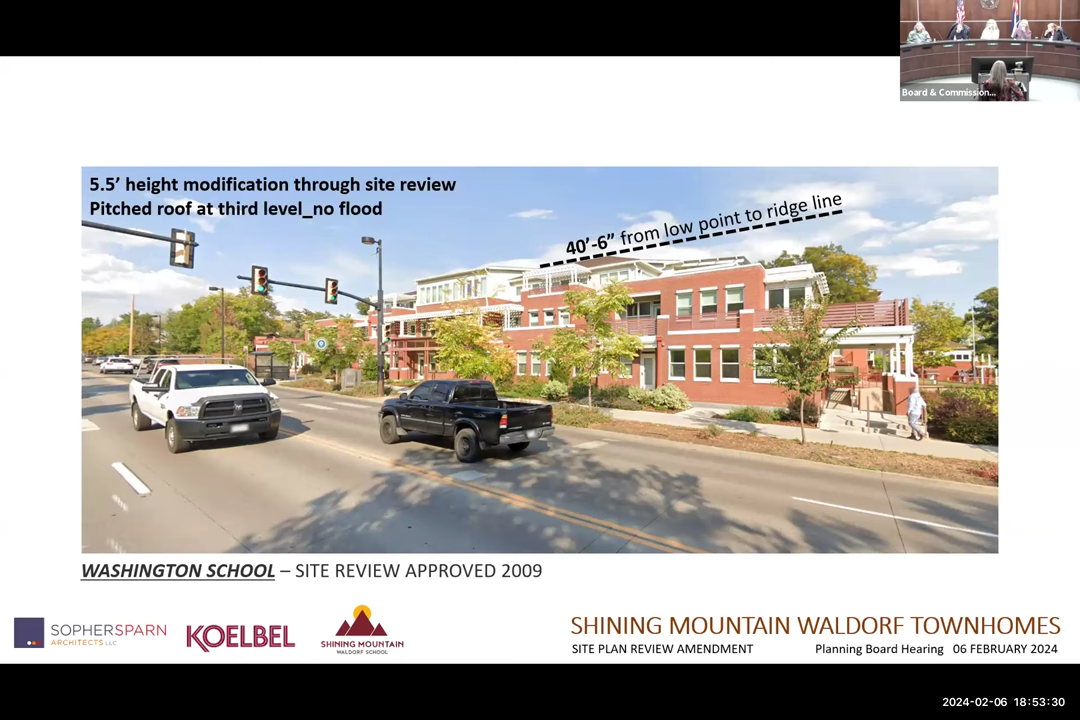 Board & Commission...
5.5’ height modification through site review
Pitched roof at third level_no flood
40’-6” from low point to ridge line
WASHINGTON SCHOOL – SITE REVIEW APPROVED 2009
SOPHERSPARN
ARCHITECTS LLC
KOELBEL
SHINING MOUNTAIN
WALDORF SCHOOL
SHINING MOUNTAIN WALDORF TOWNHOMES
SITE PLAN REVIEW AMENDMENT Planning Board Hearing 06 FEBRUARY 2024
2024-02-06 18:53:30